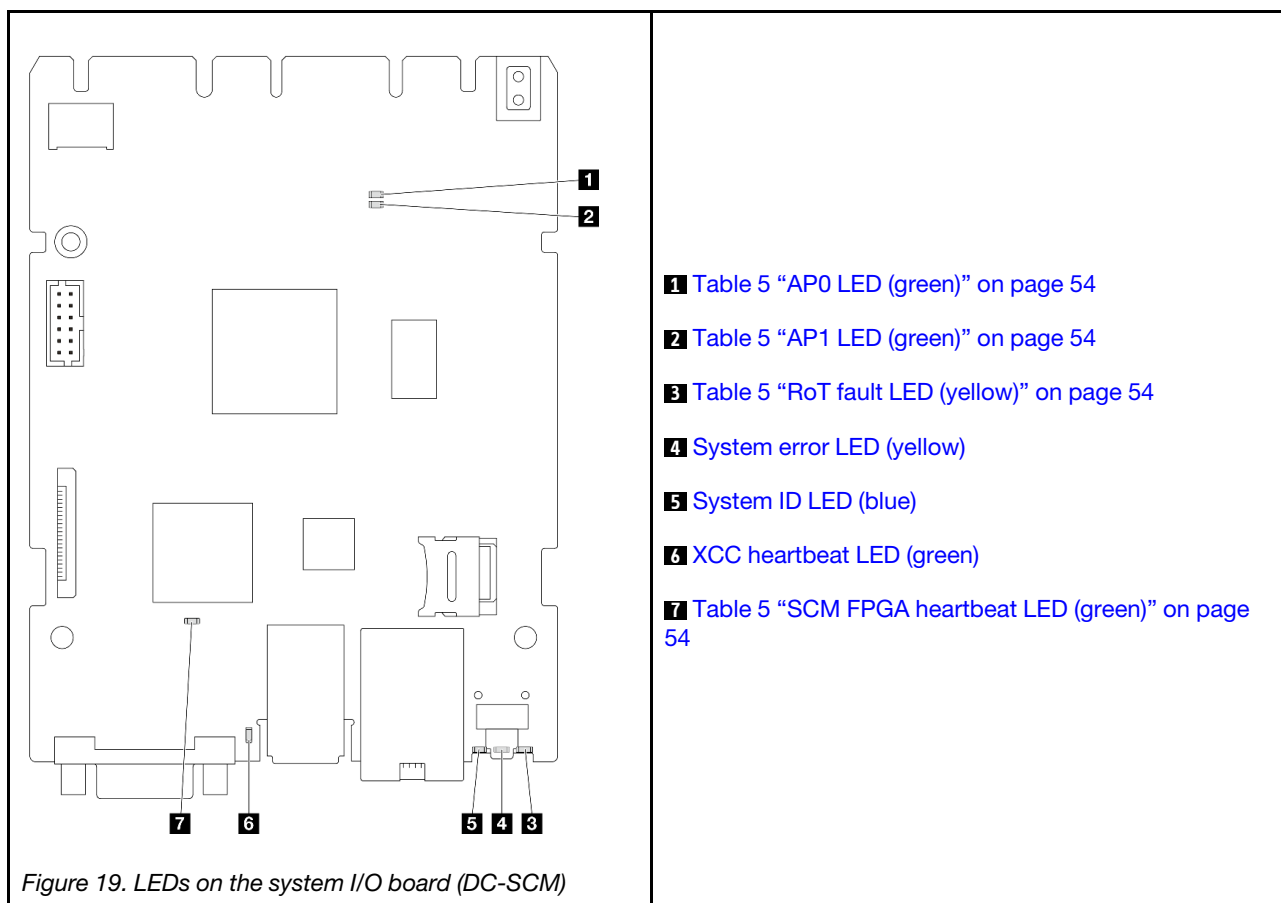 1
2
7
6
5
4
3
Figure 19. LEDs on the system I/O board (DC-SCM)
1 Table 5 “AP0 LED (green)” on page 54
2 Table 5 “AP1 LED (green)” on page 54
3 Table 5 “RoT fault LED (yellow)” on page 54
4 System error LED (yellow)
5 System ID LED (blue)
6 XCC heartbeat LED (green)
7 Table 5 “SCM FPGA heartbeat LED (green)” on page
54